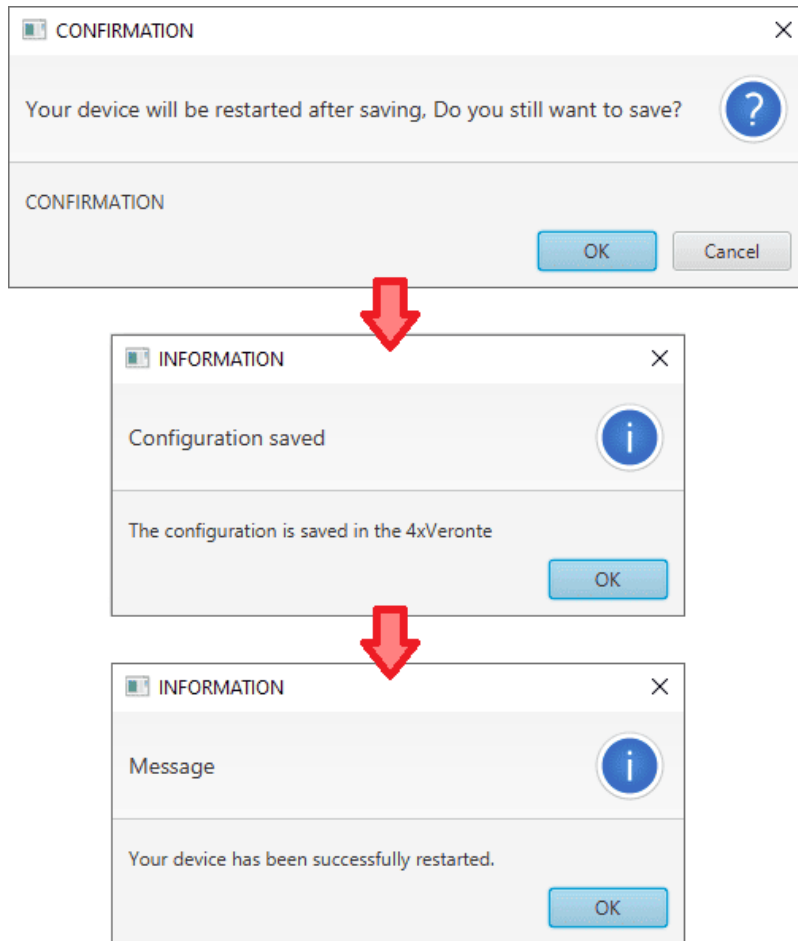 CONFIRMATION
Your device will be restarted after saving, Do you still want to save?
CONFIRMATION
OK Cancel
INFORMATION
Configuration saved
The configuration is saved in the 4xVeronte
OK
INFORMATION
Message
Your device has been successfully restarted.
OK